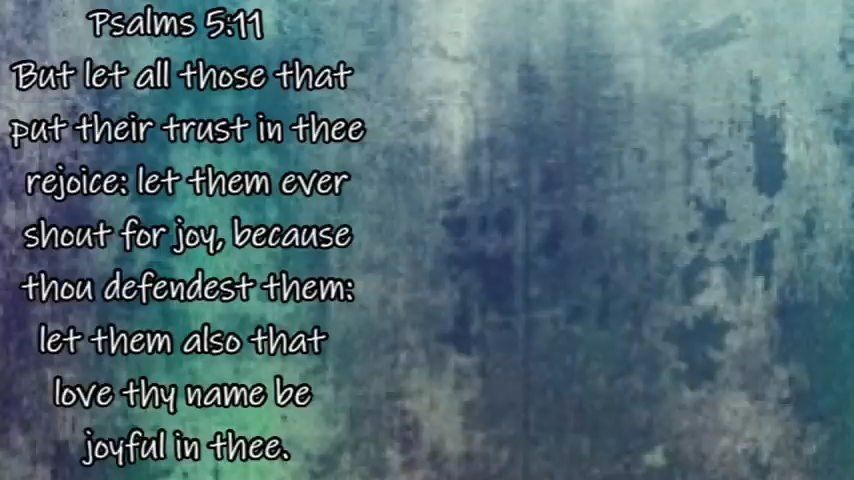 Psalms 5:11
But let all those that
put their trust in thee
rejoice: let them ever
shout for joy, because
thou defendest them:
let them also that
love thy name be
joyful in thee.